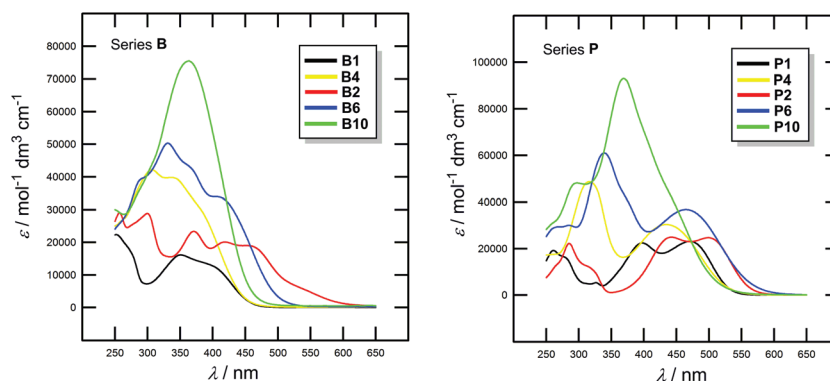 Series B
B1
B4
B2
B6
B10
80000
70000
60000
50000
40000
30000
20000
10000
0
ε / mol⁻¹ dm³ cm⁻¹
250 300 350 400 450 500 550 600 650
λ / nm
Series P
P1
P4
P2
P6
P10
100000
80000
60000
40000
20000
0
ε / mol⁻¹ dm³ cm⁻¹
250 300 350 400 450 500 550 600 650
λ / nm